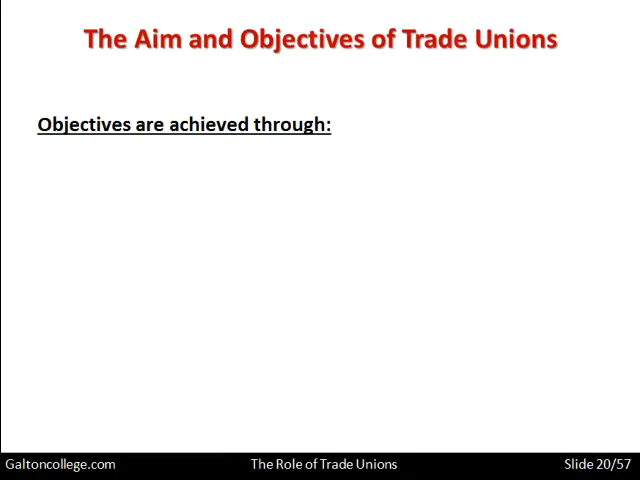 The Aim and Objectives of Trade Unions
Objectives are achieved through:
Galtoncollege.com The Role of Trade Unions Slide 20/57